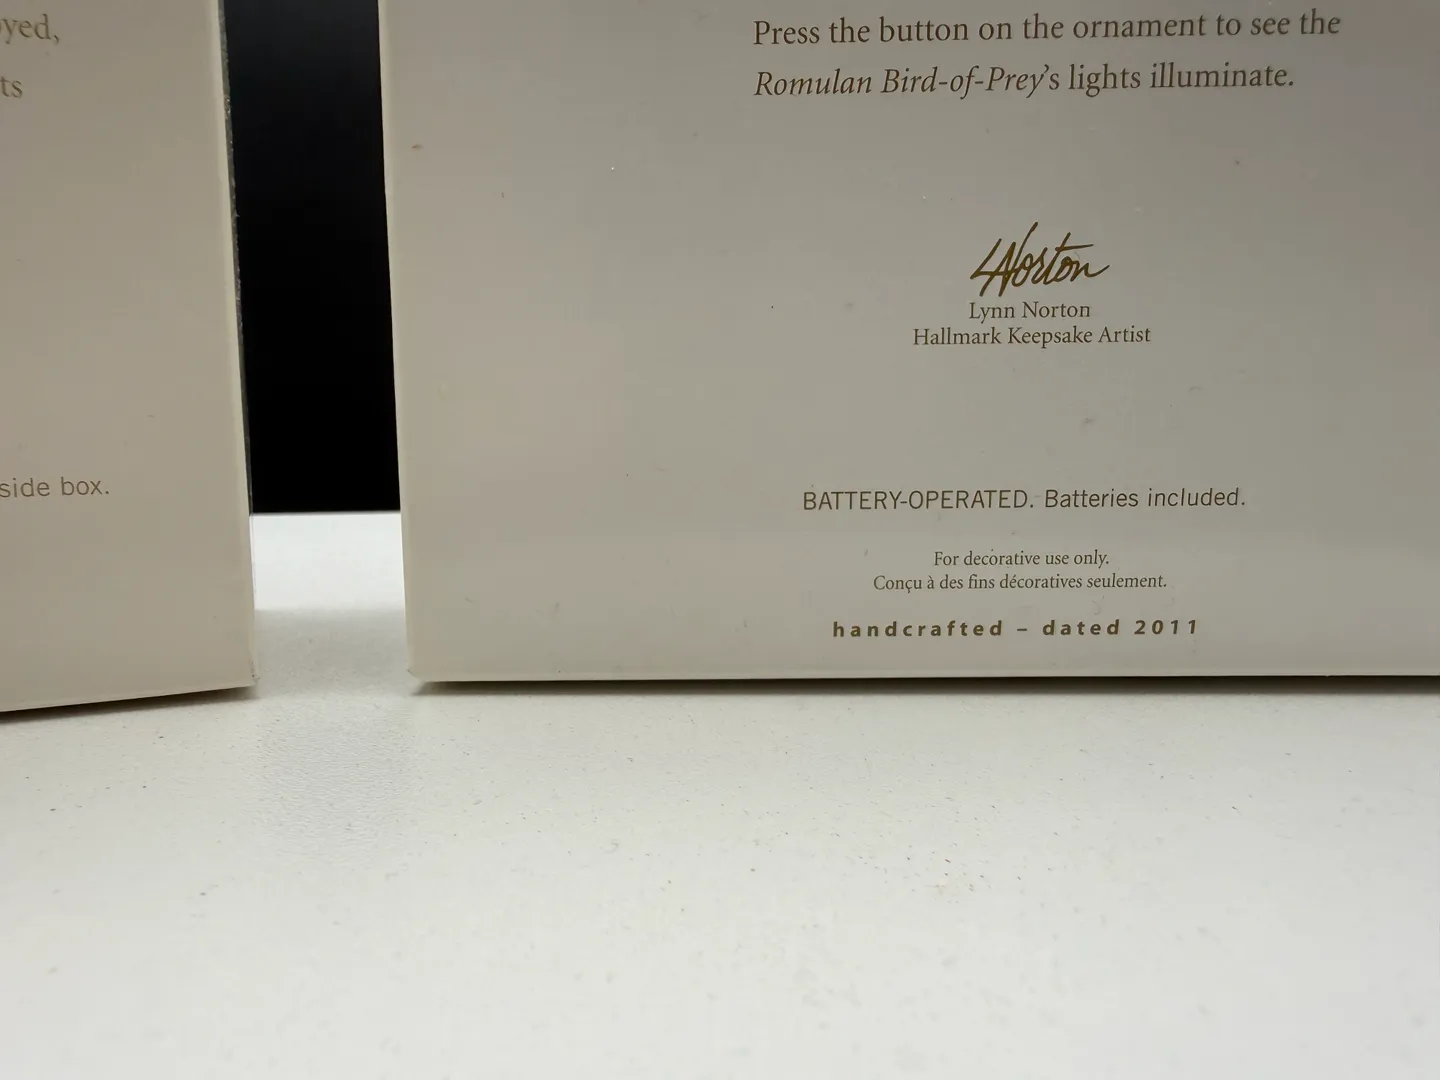 ts
side box.
Press the button on the ornament to see the
Romulan Bird-of-Prey's lights illuminate.
LNorton
Lynn Norton
Hallmark Keepsake Artist
BATTERY-OPERATED. Batteries included.
For decorative use only.
Conçu à des fins décoratives seulement.
handcrafted – dated 2011